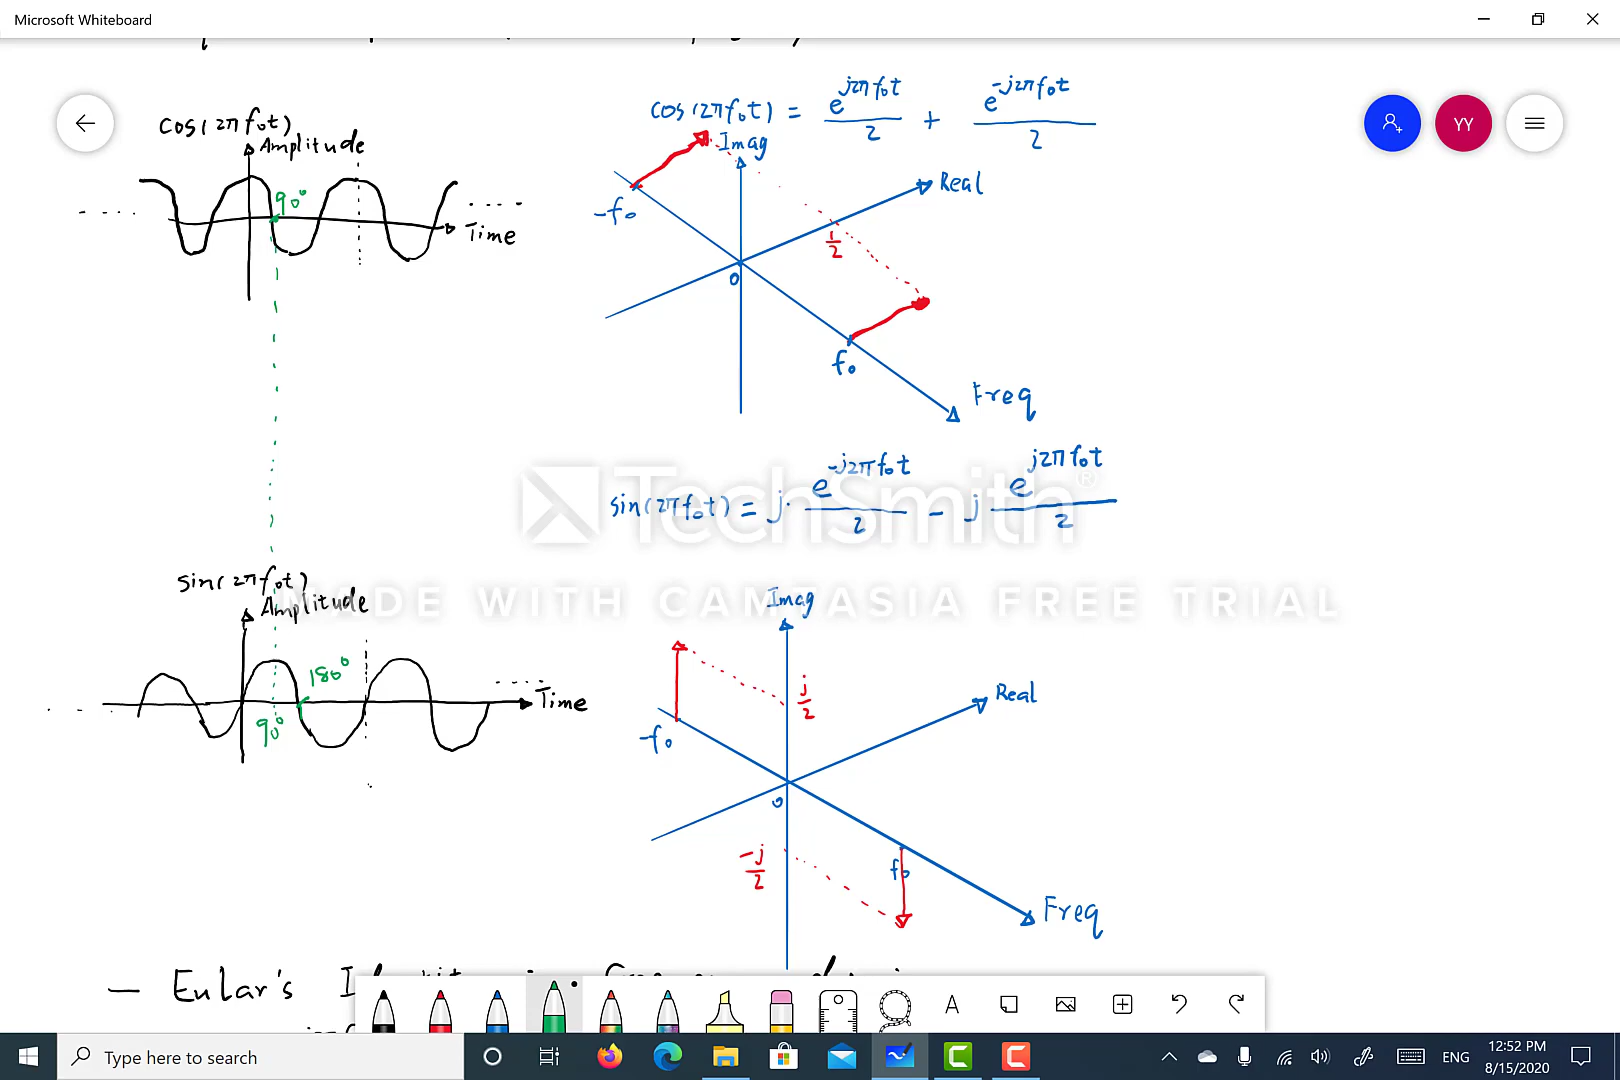 Microsoft Whiteboard
cos(2πf₀t) = e^{j2πf₀t}/2 + e^{-j2πf₀t}/2
YY
cos(2πf₀t)
Amplitude
90°
Time
Imag
Real
-f₀
1/2
0
f₀
Freq
sin(2πf₀t) = j · e^{-j2πf₀t}/2 - j e^{j2πf₀t}/2
TechSmith®
MADE WITH CAMTASIA FREE TRIAL
sin(2πf₀t)
Amplitude
180°
90°
Time
Imag
j/2
Real
-f₀
0
-j/2
f₀
Freq
— Eular's
A
Type here to search
ENG
12:52 PM
8/15/2020